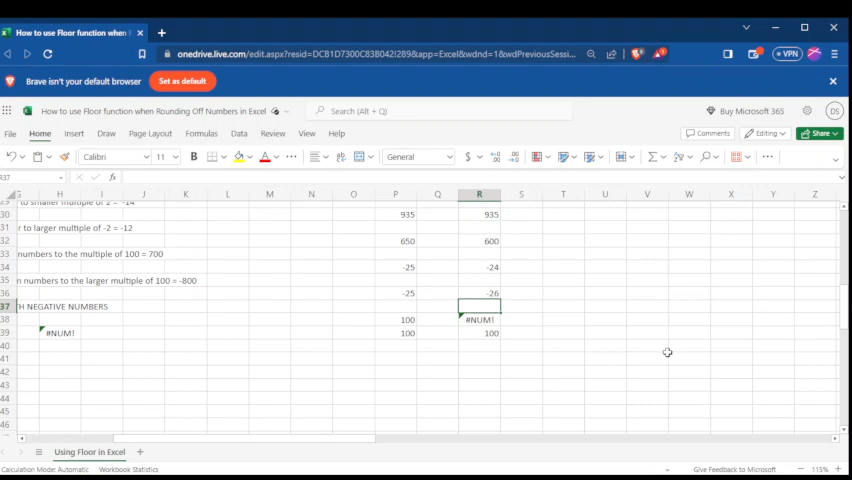 How to use Floor function when F
onedrive.live.com/edit.aspx?resid=DCB1D7300C83B042!289&app=Excel&wdnd=1&wdPreviousSessi...
VPN
Brave isn't your default browser
Set as default
How to use Floor function when Rounding Off Numbers in Excel
Search (Alt + Q)
Buy Microsoft 365
DS
File Home Insert Draw Page Layout Formulas Data Review View Help
Comments
Editing
Share
Calibri 11 B A General $
R37 fx
G H I J K L M N O P Q R S T U V W X Y Z
29 to smaller multiple of 2 = -14
30 935 935
31 r to larger multiple of -2 = -12
32 650 600
33 numbers to the multiple of 100 = 700
34 -25 -24
35 n numbers to the larger multiple of 100 = -800
36 -25 -26
37 TH NEGATIVE NUMBERS
38 100 #NUM!
39 #NUM! 100 100
40
41
42
43
44
45
46
Using Floor in Excel
Calculation Mode: Automatic Workbook Statistics Give Feedback to Microsoft 115%